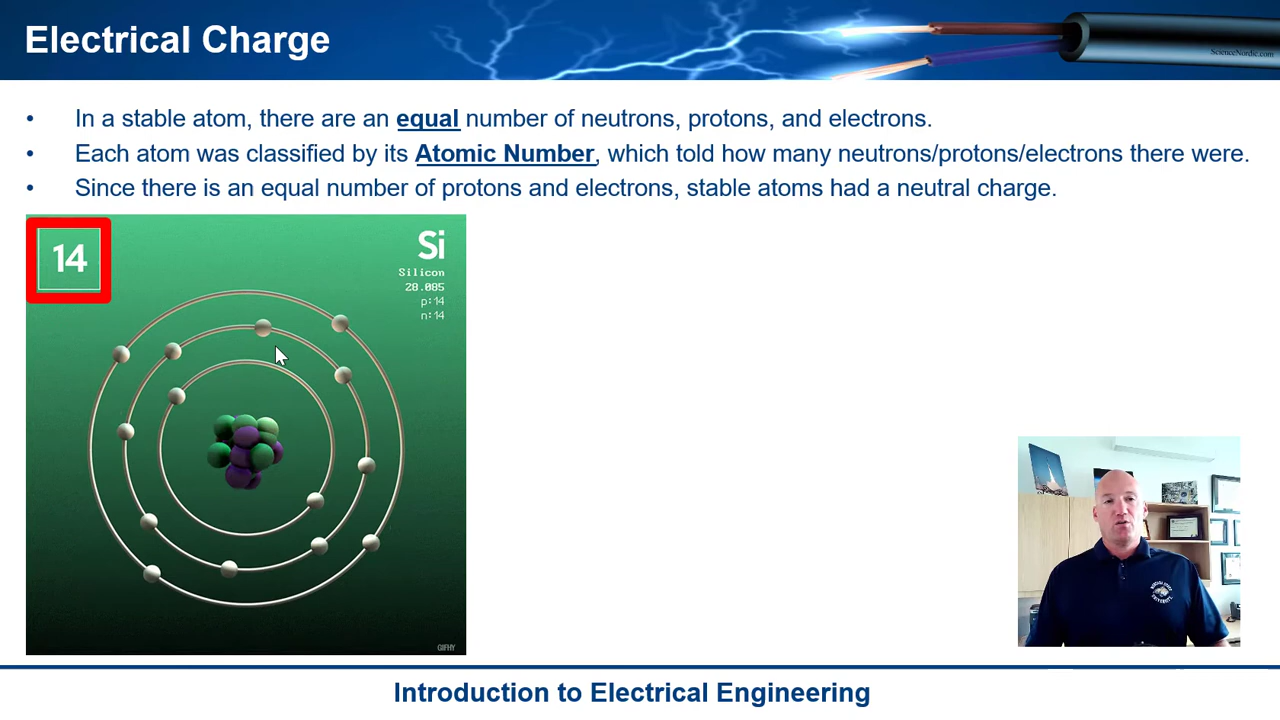 Electrical Charge
ScienceNordic.com
• In a stable atom, there are an equal number of neutrons, protons, and electrons.
• Each atom was classified by its Atomic Number, which told how many neutrons/protons/electrons there were.
• Since there is an equal number of protons and electrons, stable atoms had a neutral charge.
14
Si
Silicon
28.085
p:14
n:14
GIPHY
Introduction to Electrical Engineering